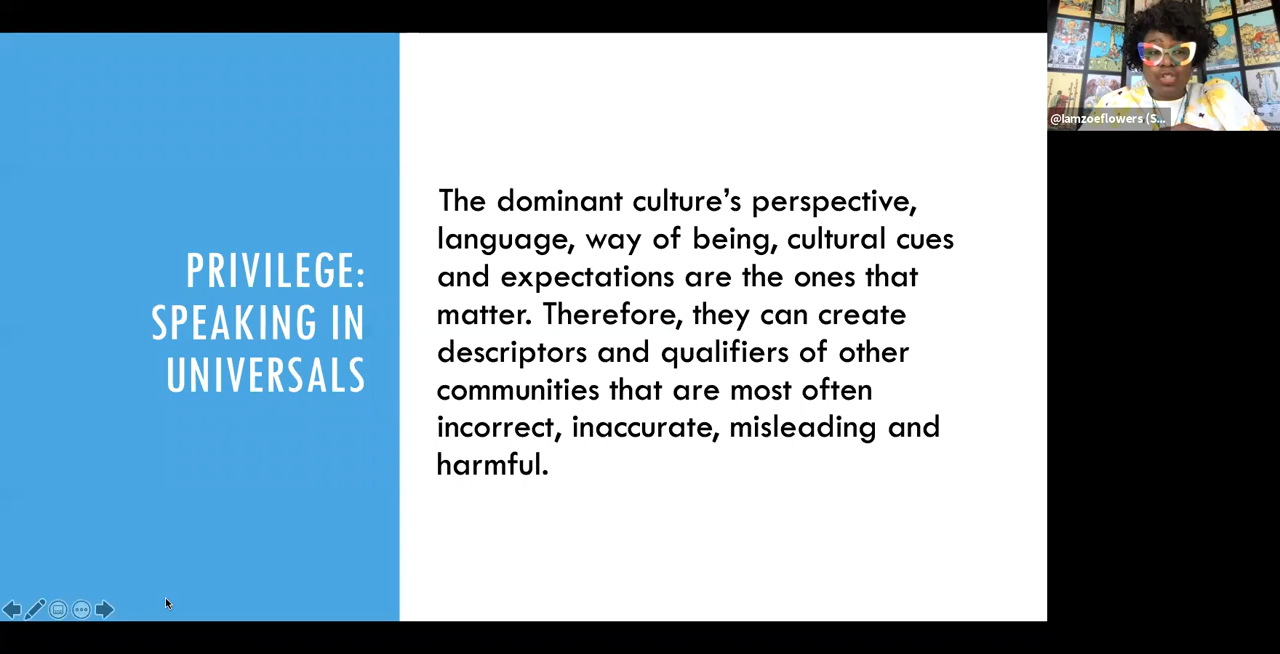 PRIVILEGE:
SPEAKING IN
UNIVERSALS
The dominant culture’s perspective,
language, way of being, cultural cues
and expectations are the ones that
matter. Therefore, they can create
descriptors and qualifiers of other
communities that are most often
incorrect, inaccurate, misleading and
harmful.
@Iamzoeflowers (S...